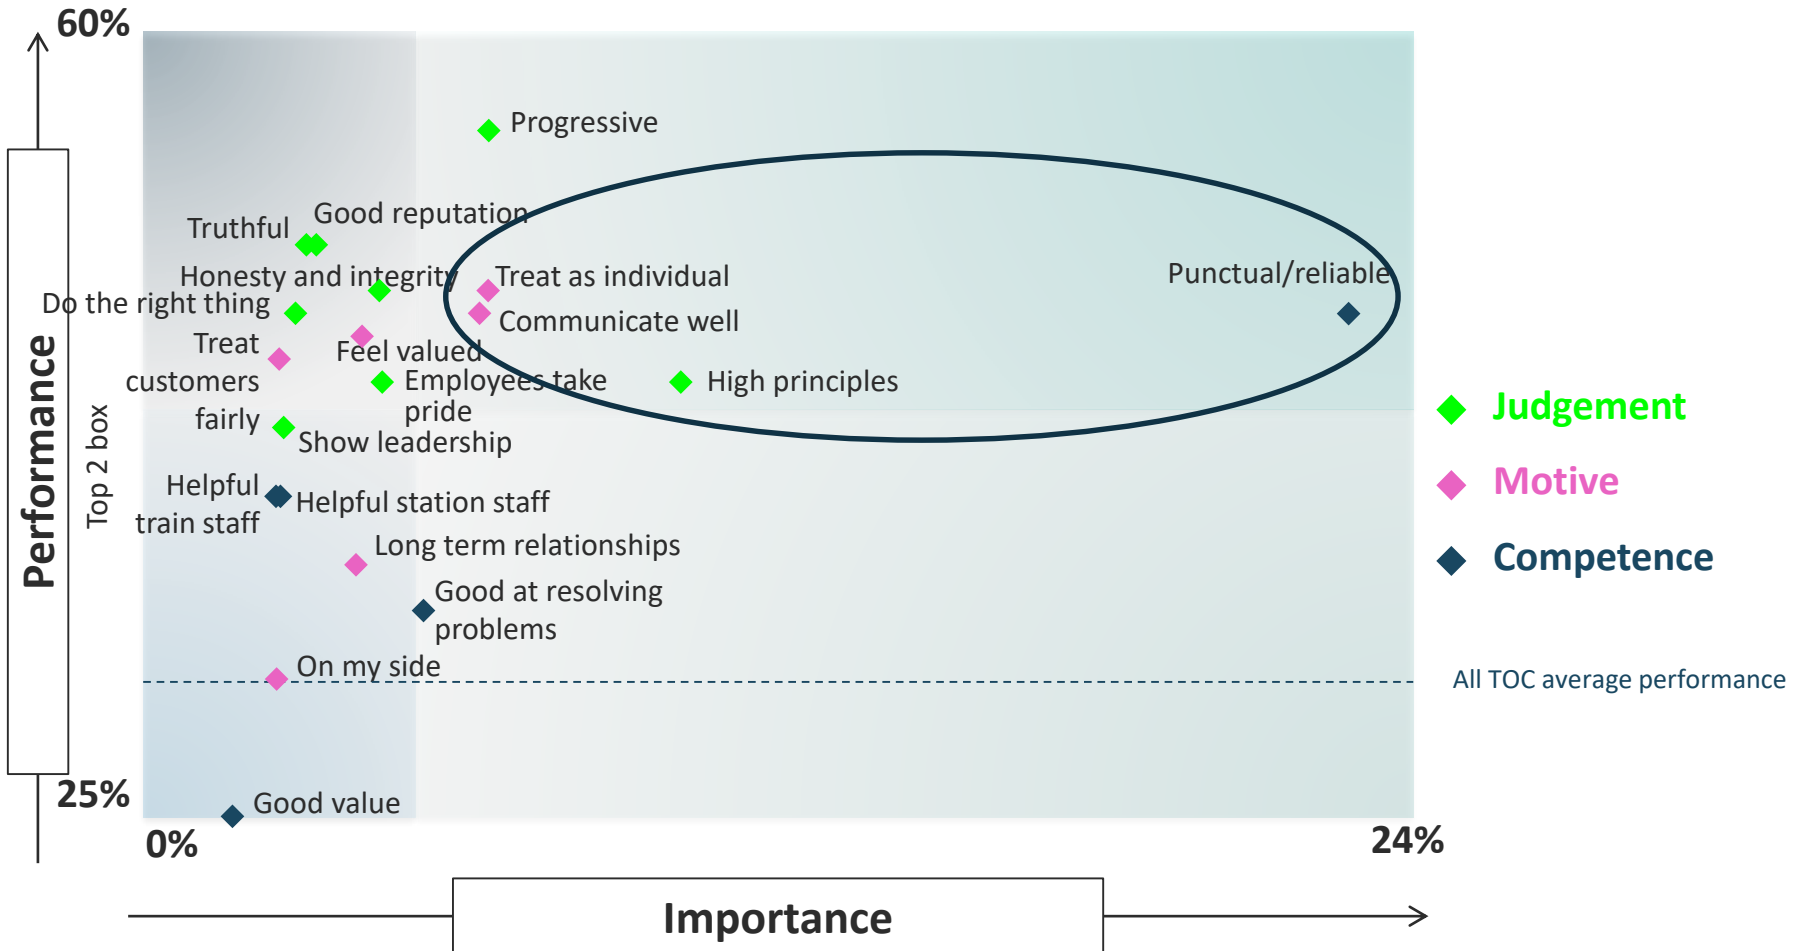 60%
Progressive
Good reputation
Truthful
Honesty and integrity
Treat as individual
Punctual/reliable
Do the right thing
Communicate well
Treat
customers
fairly
Feel valued
Employees take
pride
High principles
Show leadership
Helpful
train staff
Helpful station staff
Long term relationships
Good at resolving
problems
On my side
Good value
25%
0%
24%
Performance
Top 2 box
Importance
Judgement
Motive
Competence
All TOC average performance